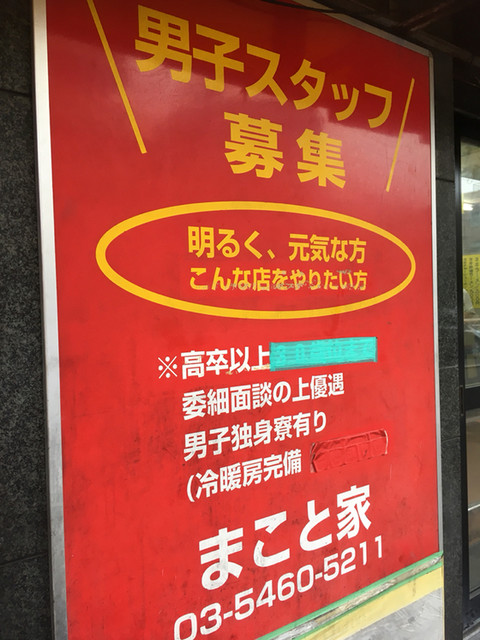 男子スタッフ
募集
明るく、元気な方
こんな店をやりたい方
※高卒以上
委細面談の上優遇
男子独身寮有り
(冷暖房完備
まこと家
03-5460-5211